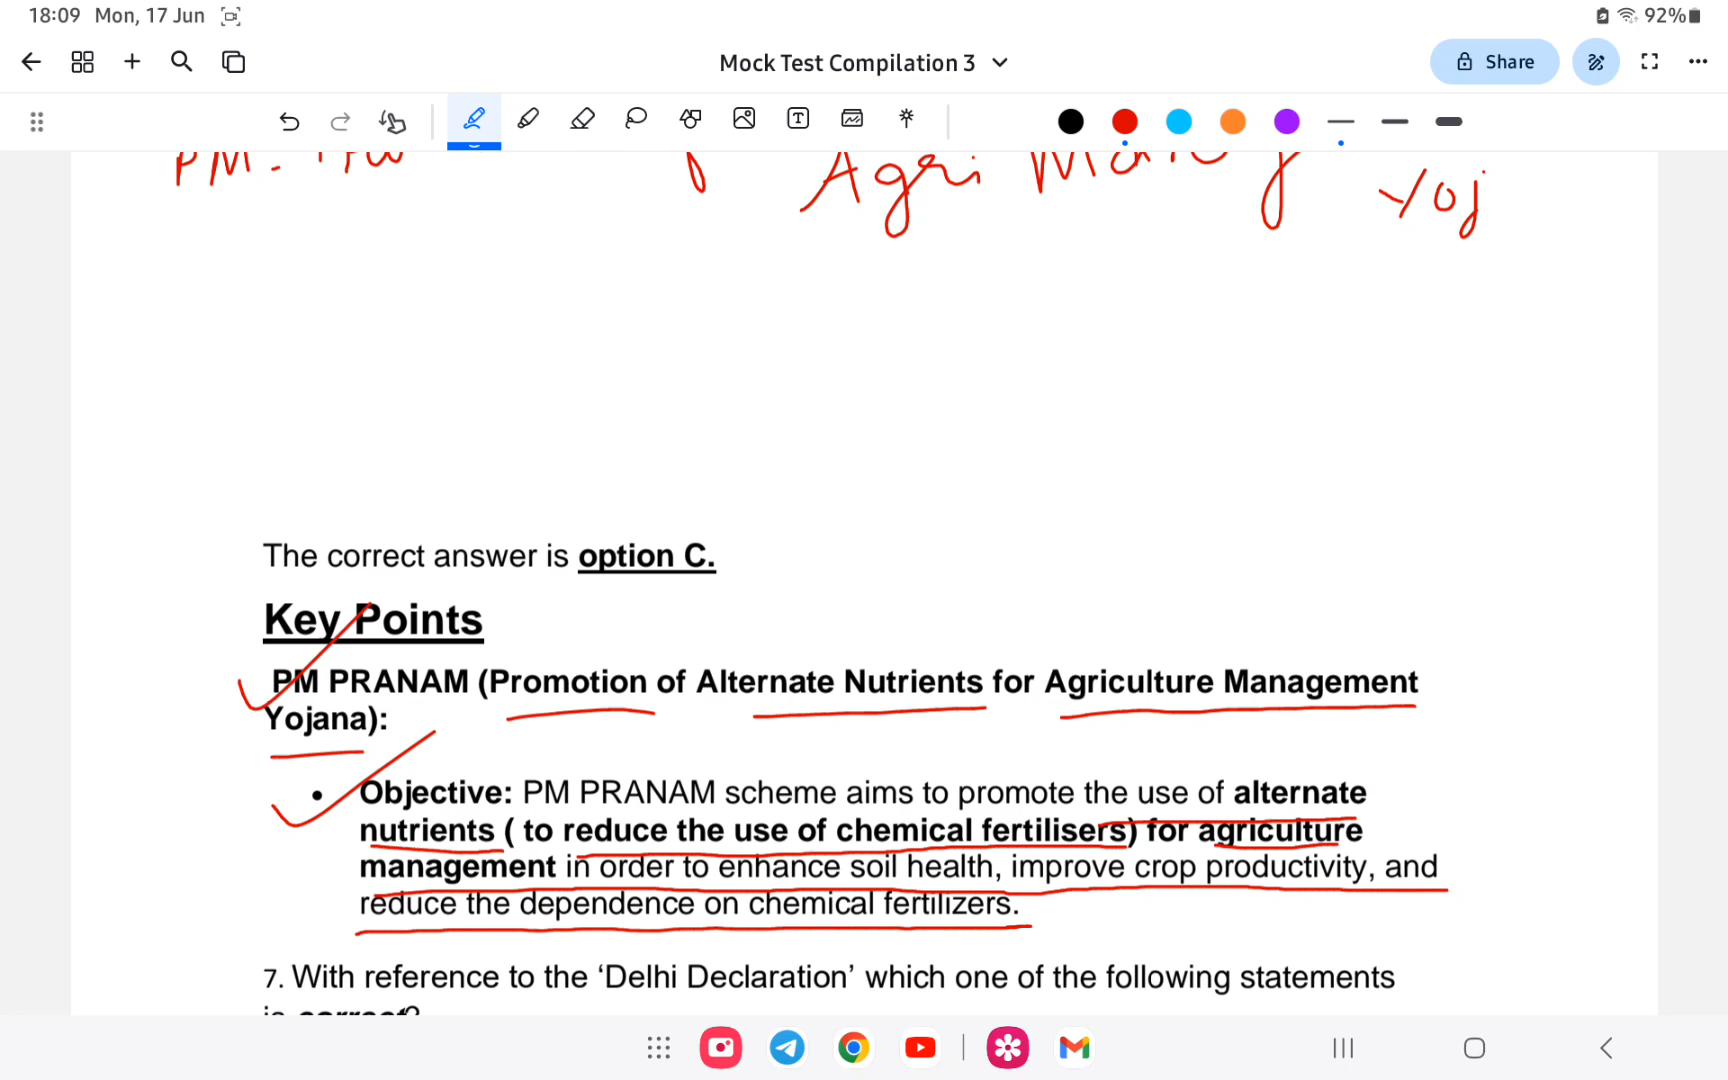 18:09 Mon, 17 Jun 92%
Mock Test Compilation 3 Share
PM- Agri Yoj
The correct answer is option C.
Key Points
PM PRANAM (Promotion of Alternate Nutrients for Agriculture Management
Yojana):
• Objective: PM PRANAM scheme aims to promote the use of alternate
nutrients ( to reduce the use of chemical fertilisers) for agriculture
management in order to enhance soil health, improve crop productivity, and
reduce the dependence on chemical fertilizers.
7. With reference to the ‘Delhi Declaration’ which one of the following statements
is correct?